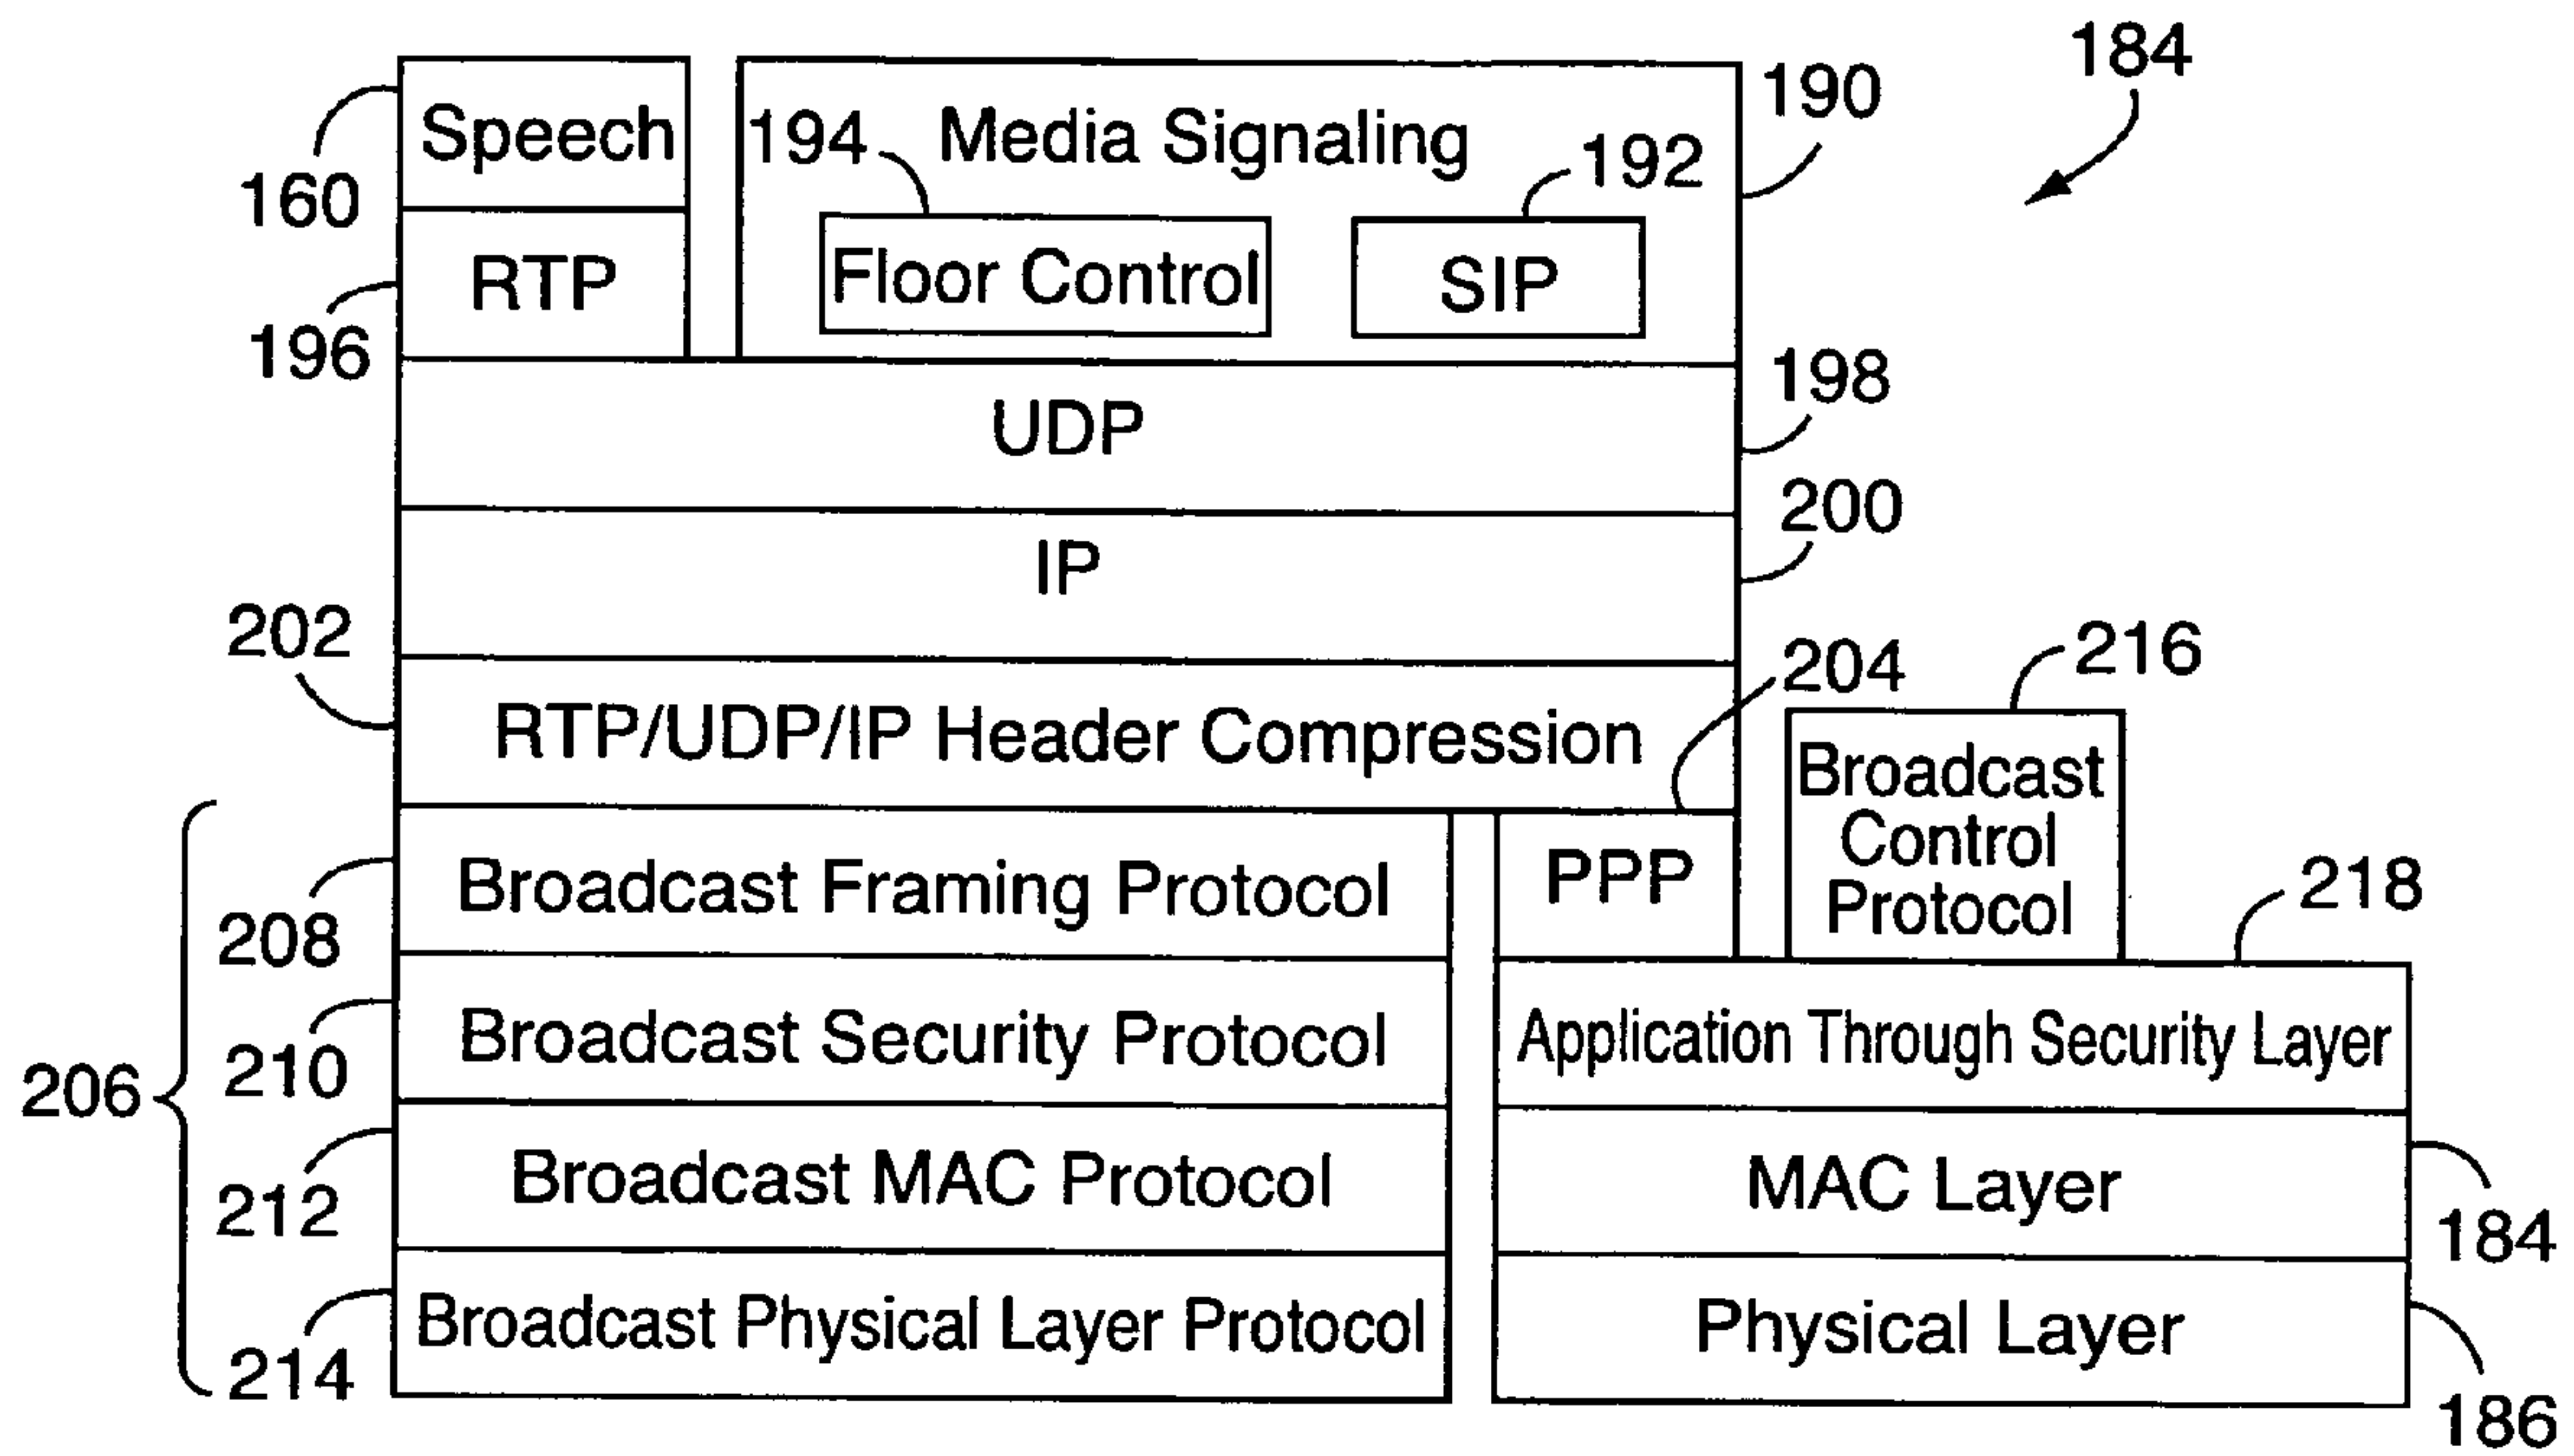 184
Speech
160
RTP
196
Media Signaling
190
194
Floor Control
192
SIP
UDP
198
IP
200
202
RTP/UDP/IP Header Compression
204
216
Broadcast
Control
Protocol
206
208
Broadcast Framing Protocol
PPP
218
210
Broadcast Security Protocol
Application Through Security Layer
212
Broadcast MAC Protocol
MAC Layer
184
214
Broadcast Physical Layer Protocol
Physical Layer
186